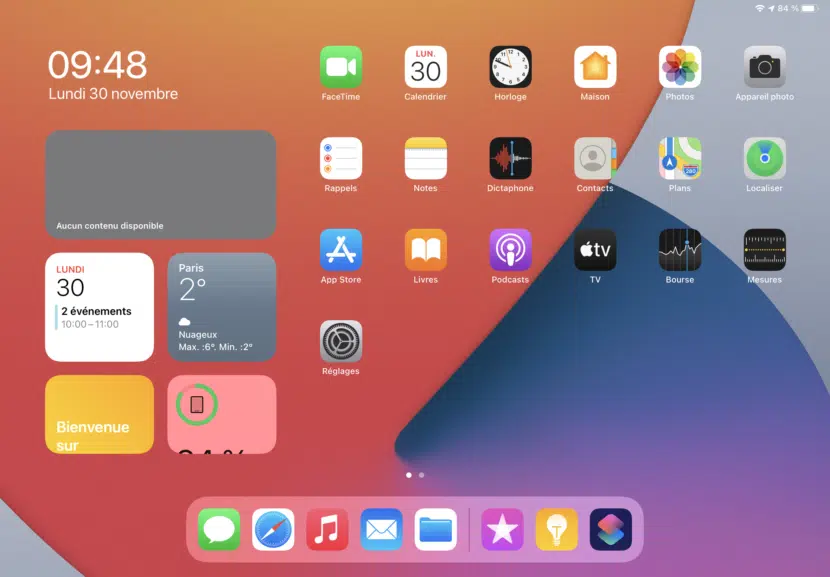 84 %
09:48
Lundi 30 novembre
Aucun contenu disponible
LUNDI
30
2 événements
10:00 – 11:00
Paris
2°
Nuageux
Max. :6°. Min. :2°
Bienvenue
sur
84 %
FaceTime
LUN.
30
Calendrier
Horloge
Maison
Photos
Appareil photo
Rappels
Notes
Dictaphone
Contacts
280
Plans
Localiser
App Store
Livres
Podcasts
tv
TV
Bourse
Mesures
Réglages